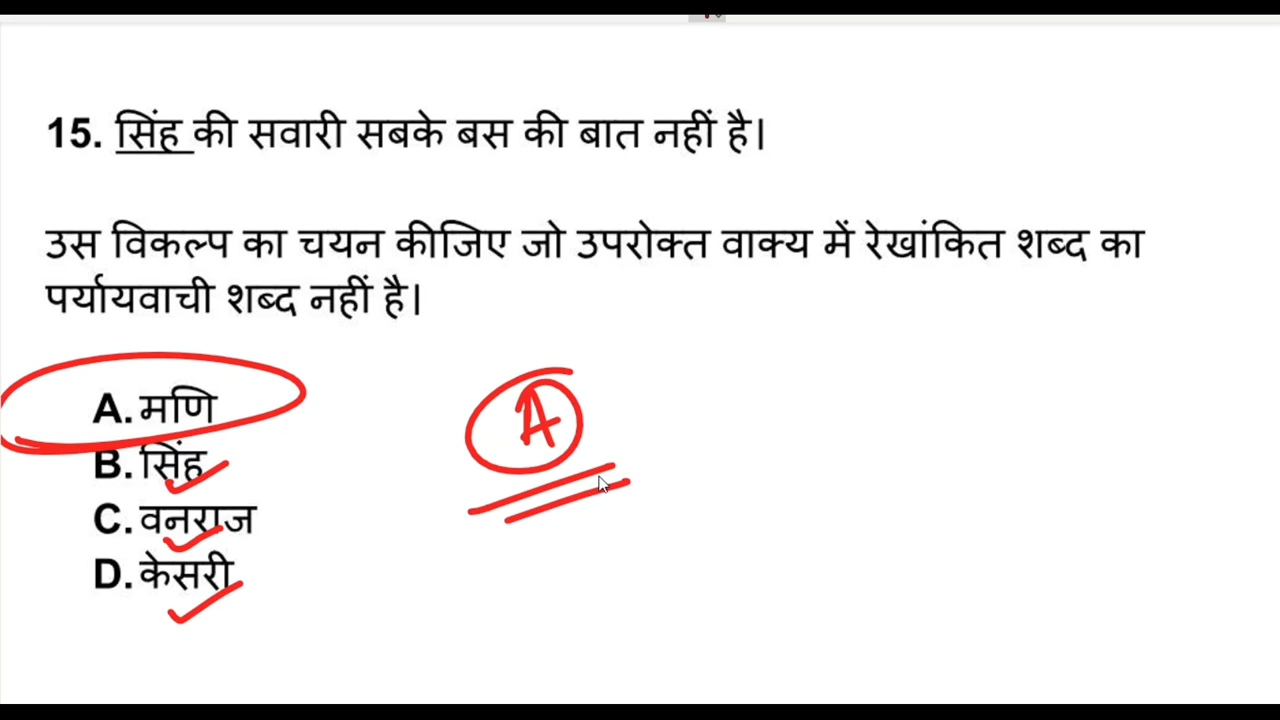 15. सिंह की सवारी सबके बस की बात नहीं है।
उस विकल्प का चयन कीजिए जो उपरोक्त वाक्य में रेखांकित शब्द का
पर्यायवाची शब्द नहीं है।
A. मणि
A
B. सिंह
C. वनराज
D. केसरी